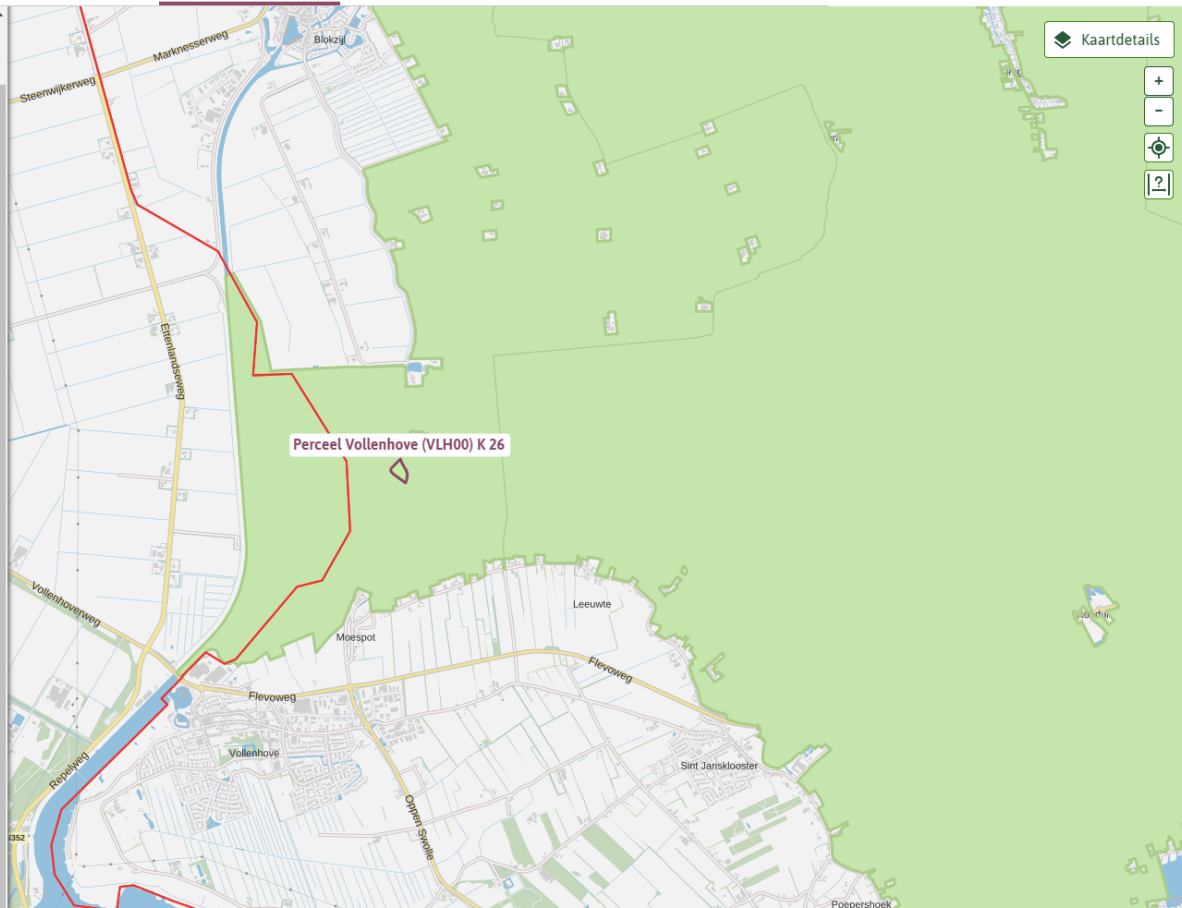 Blokzijl
Marknesserweg
Kaartdetails
Steenwijkerweg
+
-
?
Ettenlandseweg
Perceel Vollenhove (VLH00) K 26
Vollenhoverweg
Leeuwte
Moespot
Flevoweg
Flevoweg
Vollenhove
Sint Jansklooster
Repelweg
Oppen Swolle
N352
Poepershoek